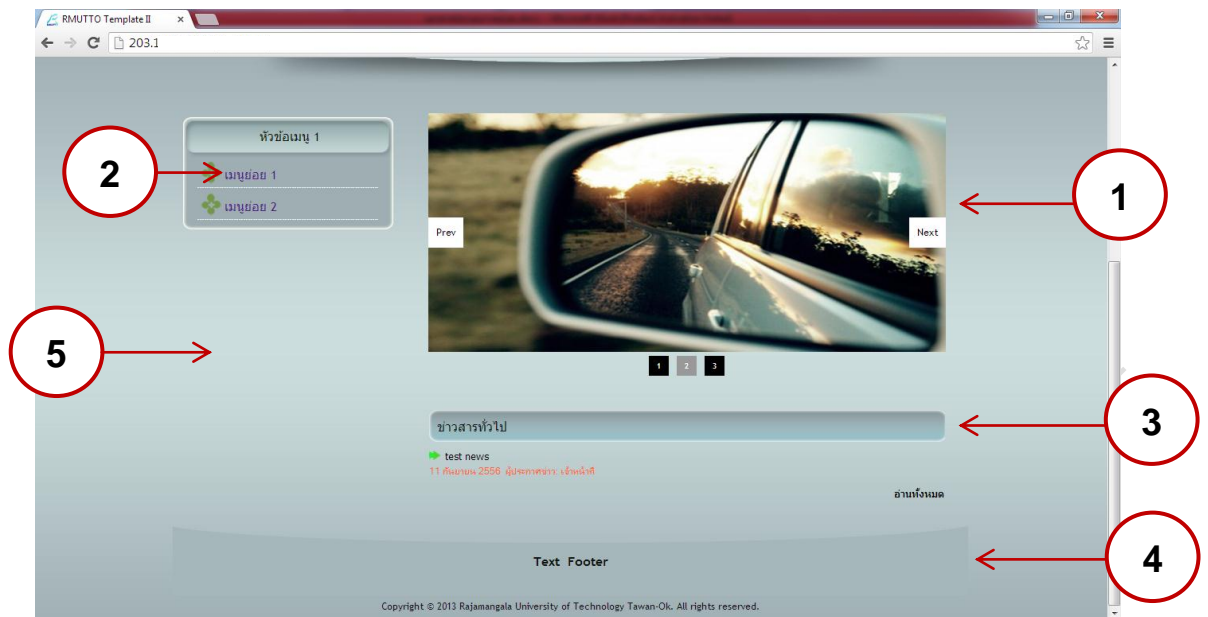 RMUTTO Template II
203.1
หัวข้อเมนู 1
2
เมนูย่อย 1
เมนูย่อย 2
1
Prev
Next
5
1 2 3
ข่าวสารทั่วไป
3
test news
11 กันยายน 2556 ผู้ประกาศข่าว: เจ้าหน้าที่
อ่านทั้งหมด
Text Footer
4
Copyright © 2013 Rajamangala University of Technology Tawan-Ok. All rights reserved.